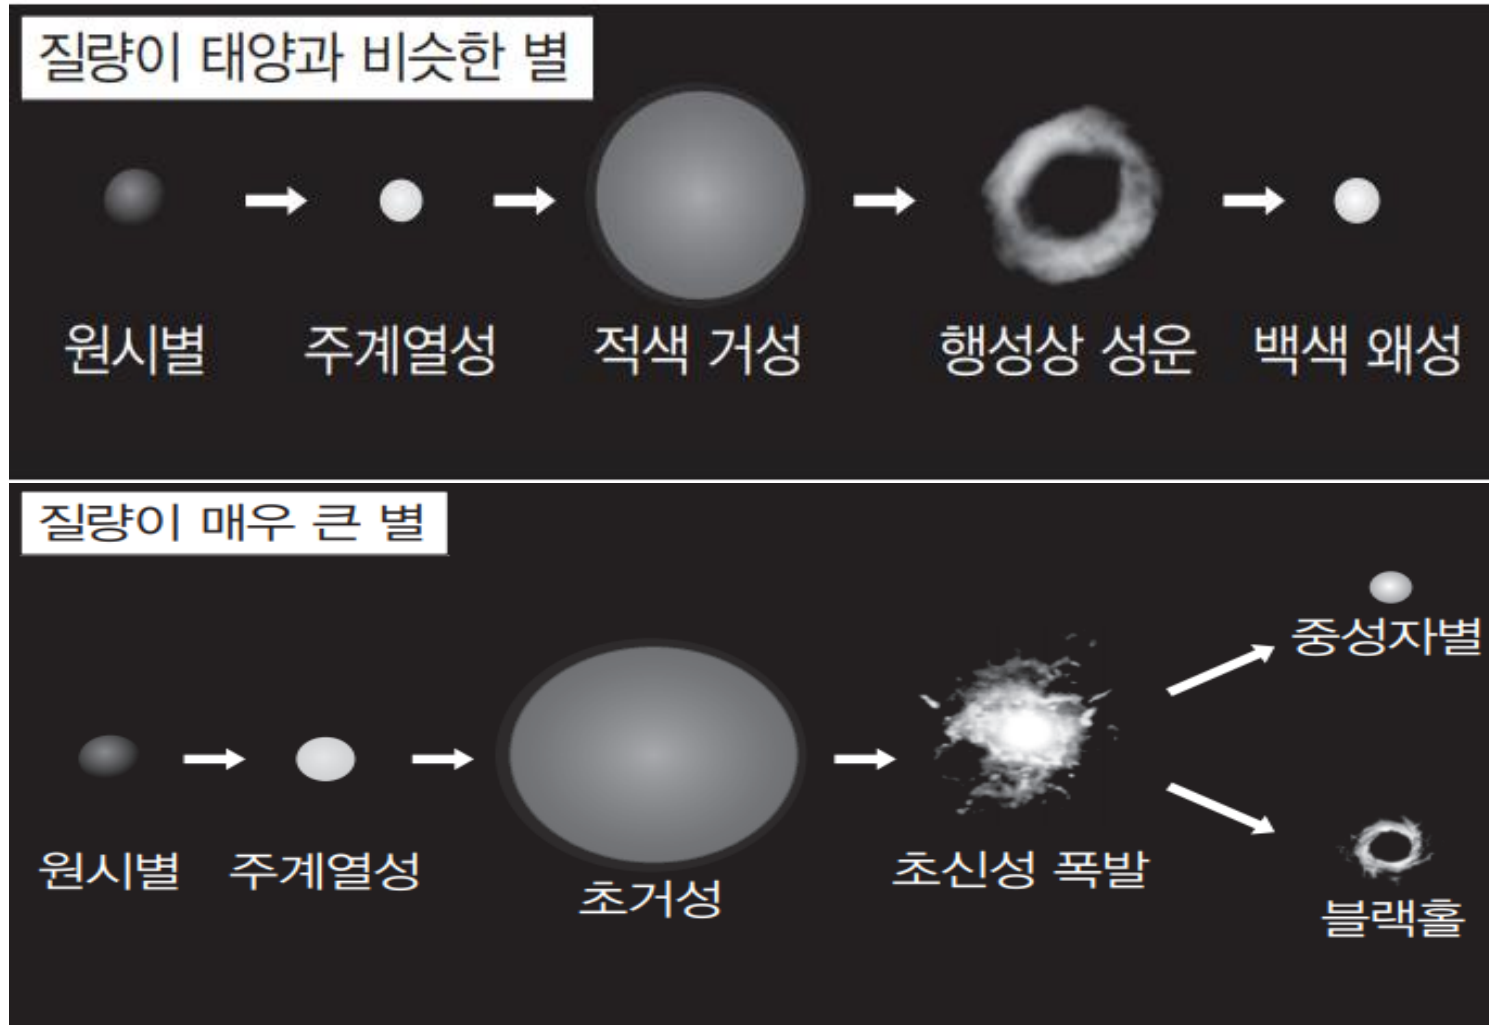 질량이 태양과 비슷한 별
원시별 주계열성 적색 거성 행성상 성운 백색 왜성
질량이 매우 큰 별
중성자별
원시별 주계열성 초거성 초신성 폭발
블랙홀